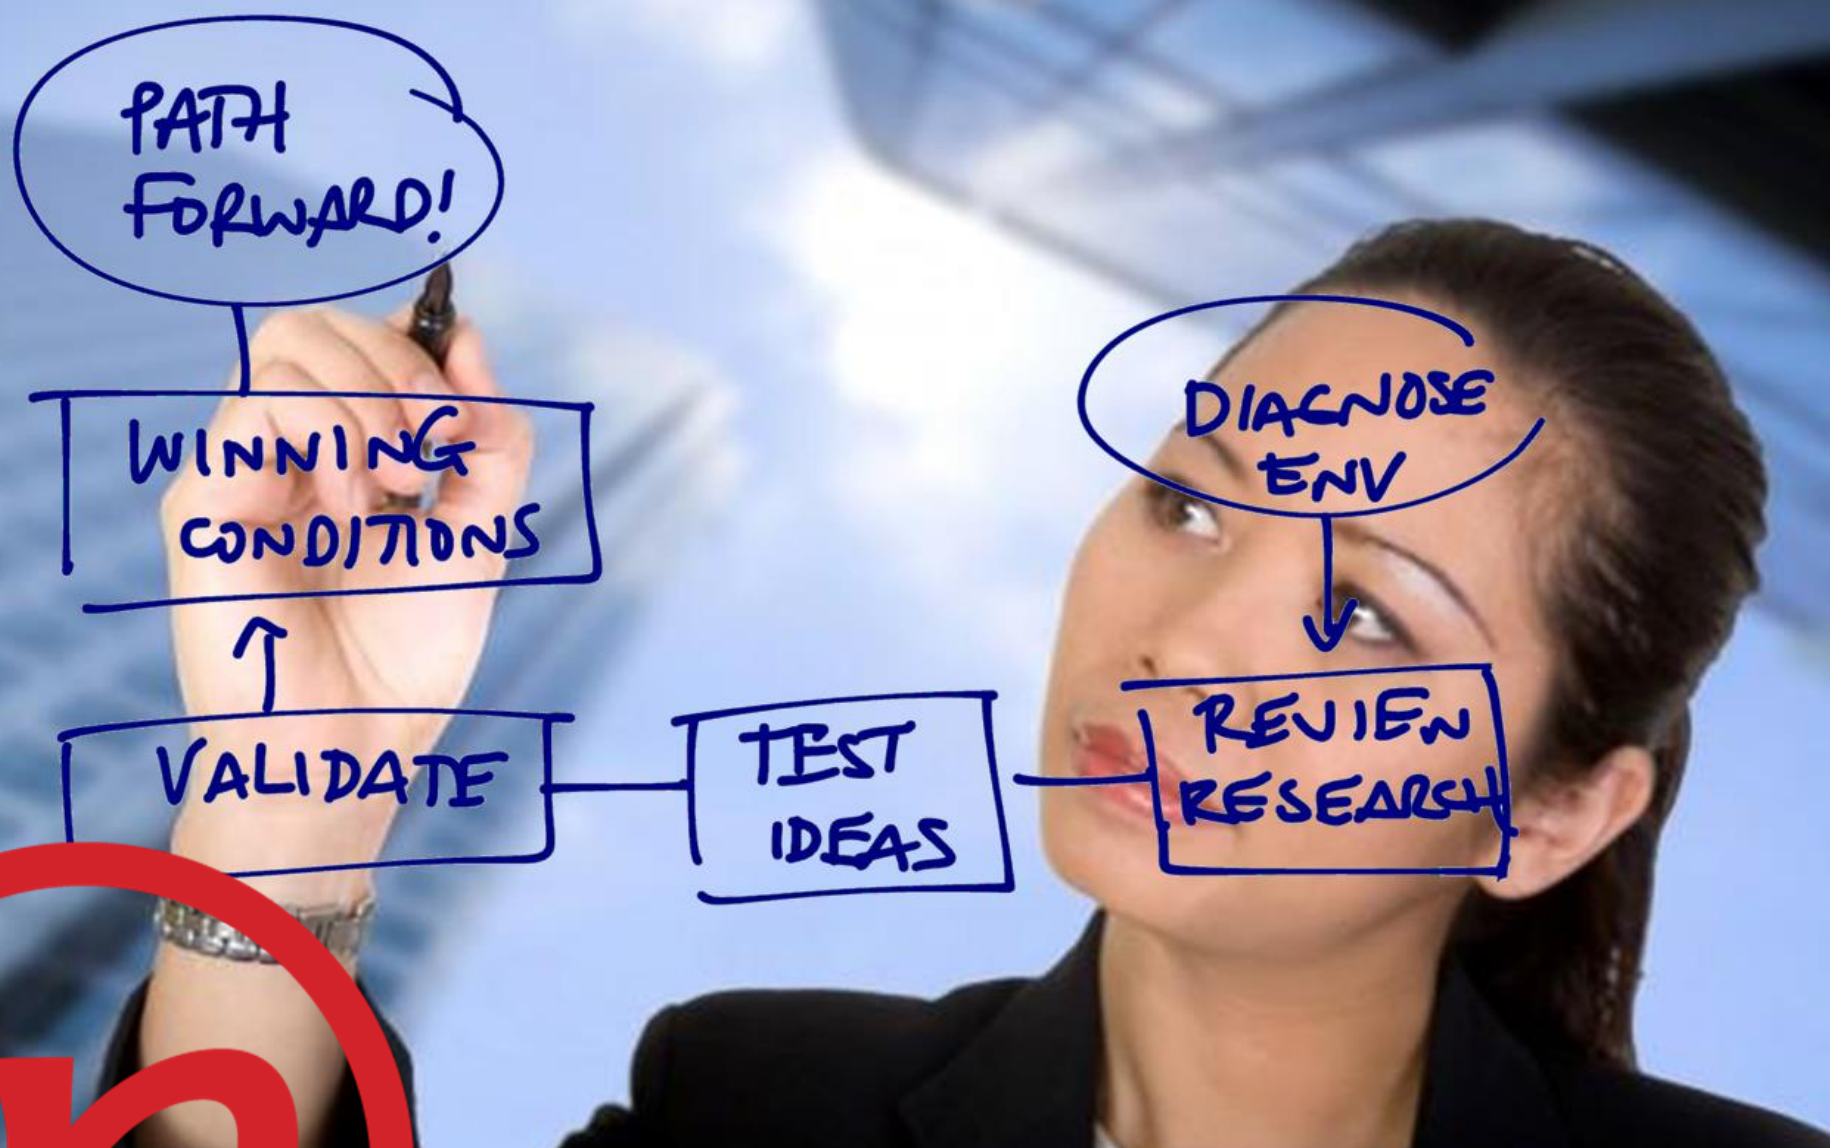 PATH
FORWARD!
WINNING
CONDITIONS
VALIDATE
TEST
IDEAS
DIAGNOSE
ENV
REVIEW
RESEARCH